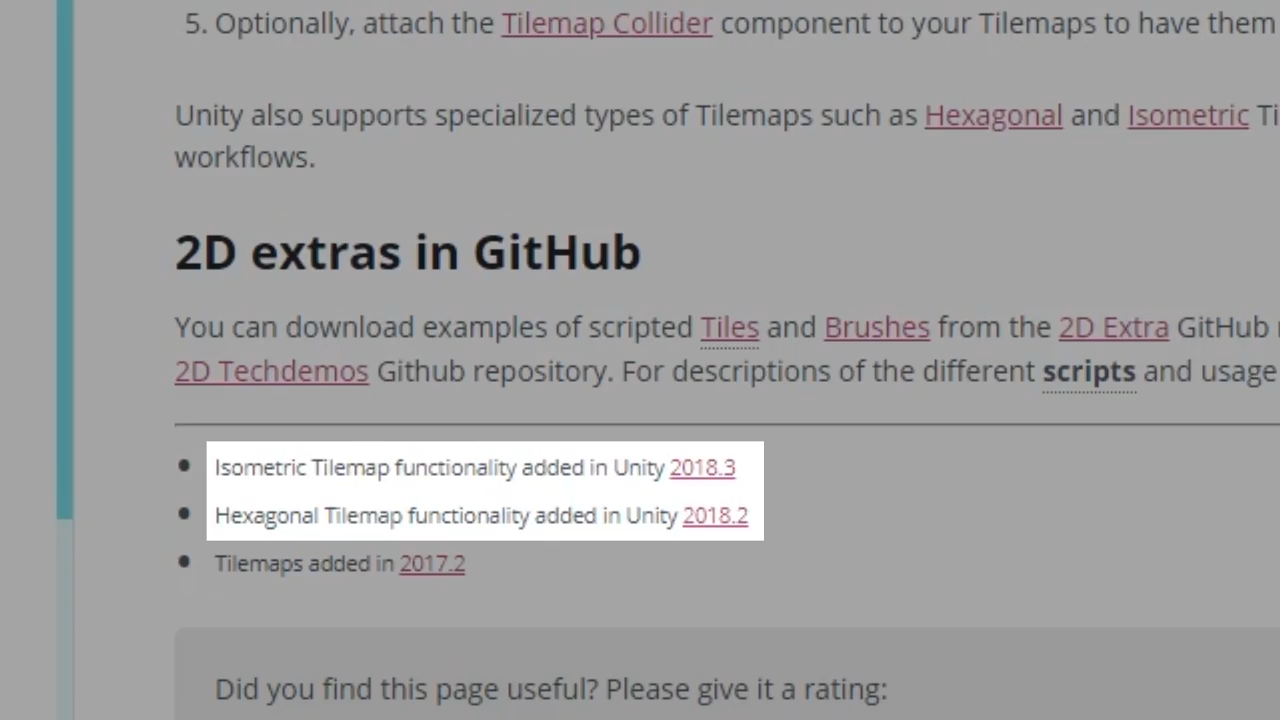 5. Optionally, attach the Tilemap Collider component to your Tilemaps to have them
Unity also supports specialized types of Tilemaps such as Hexagonal and Isometric
workflows.
2D extras in GitHub
You can download examples of scripted Tiles and Brushes from the 2D Extra GitHub
2D Techdemos Github repository. For descriptions of the different scripts and usage
Isometric Tilemap functionality added in Unity 2018.3
Hexagonal Tilemap functionality added in Unity 2018.2
Tilemaps added in 2017.2
Did you find this page useful? Please give it a rating: